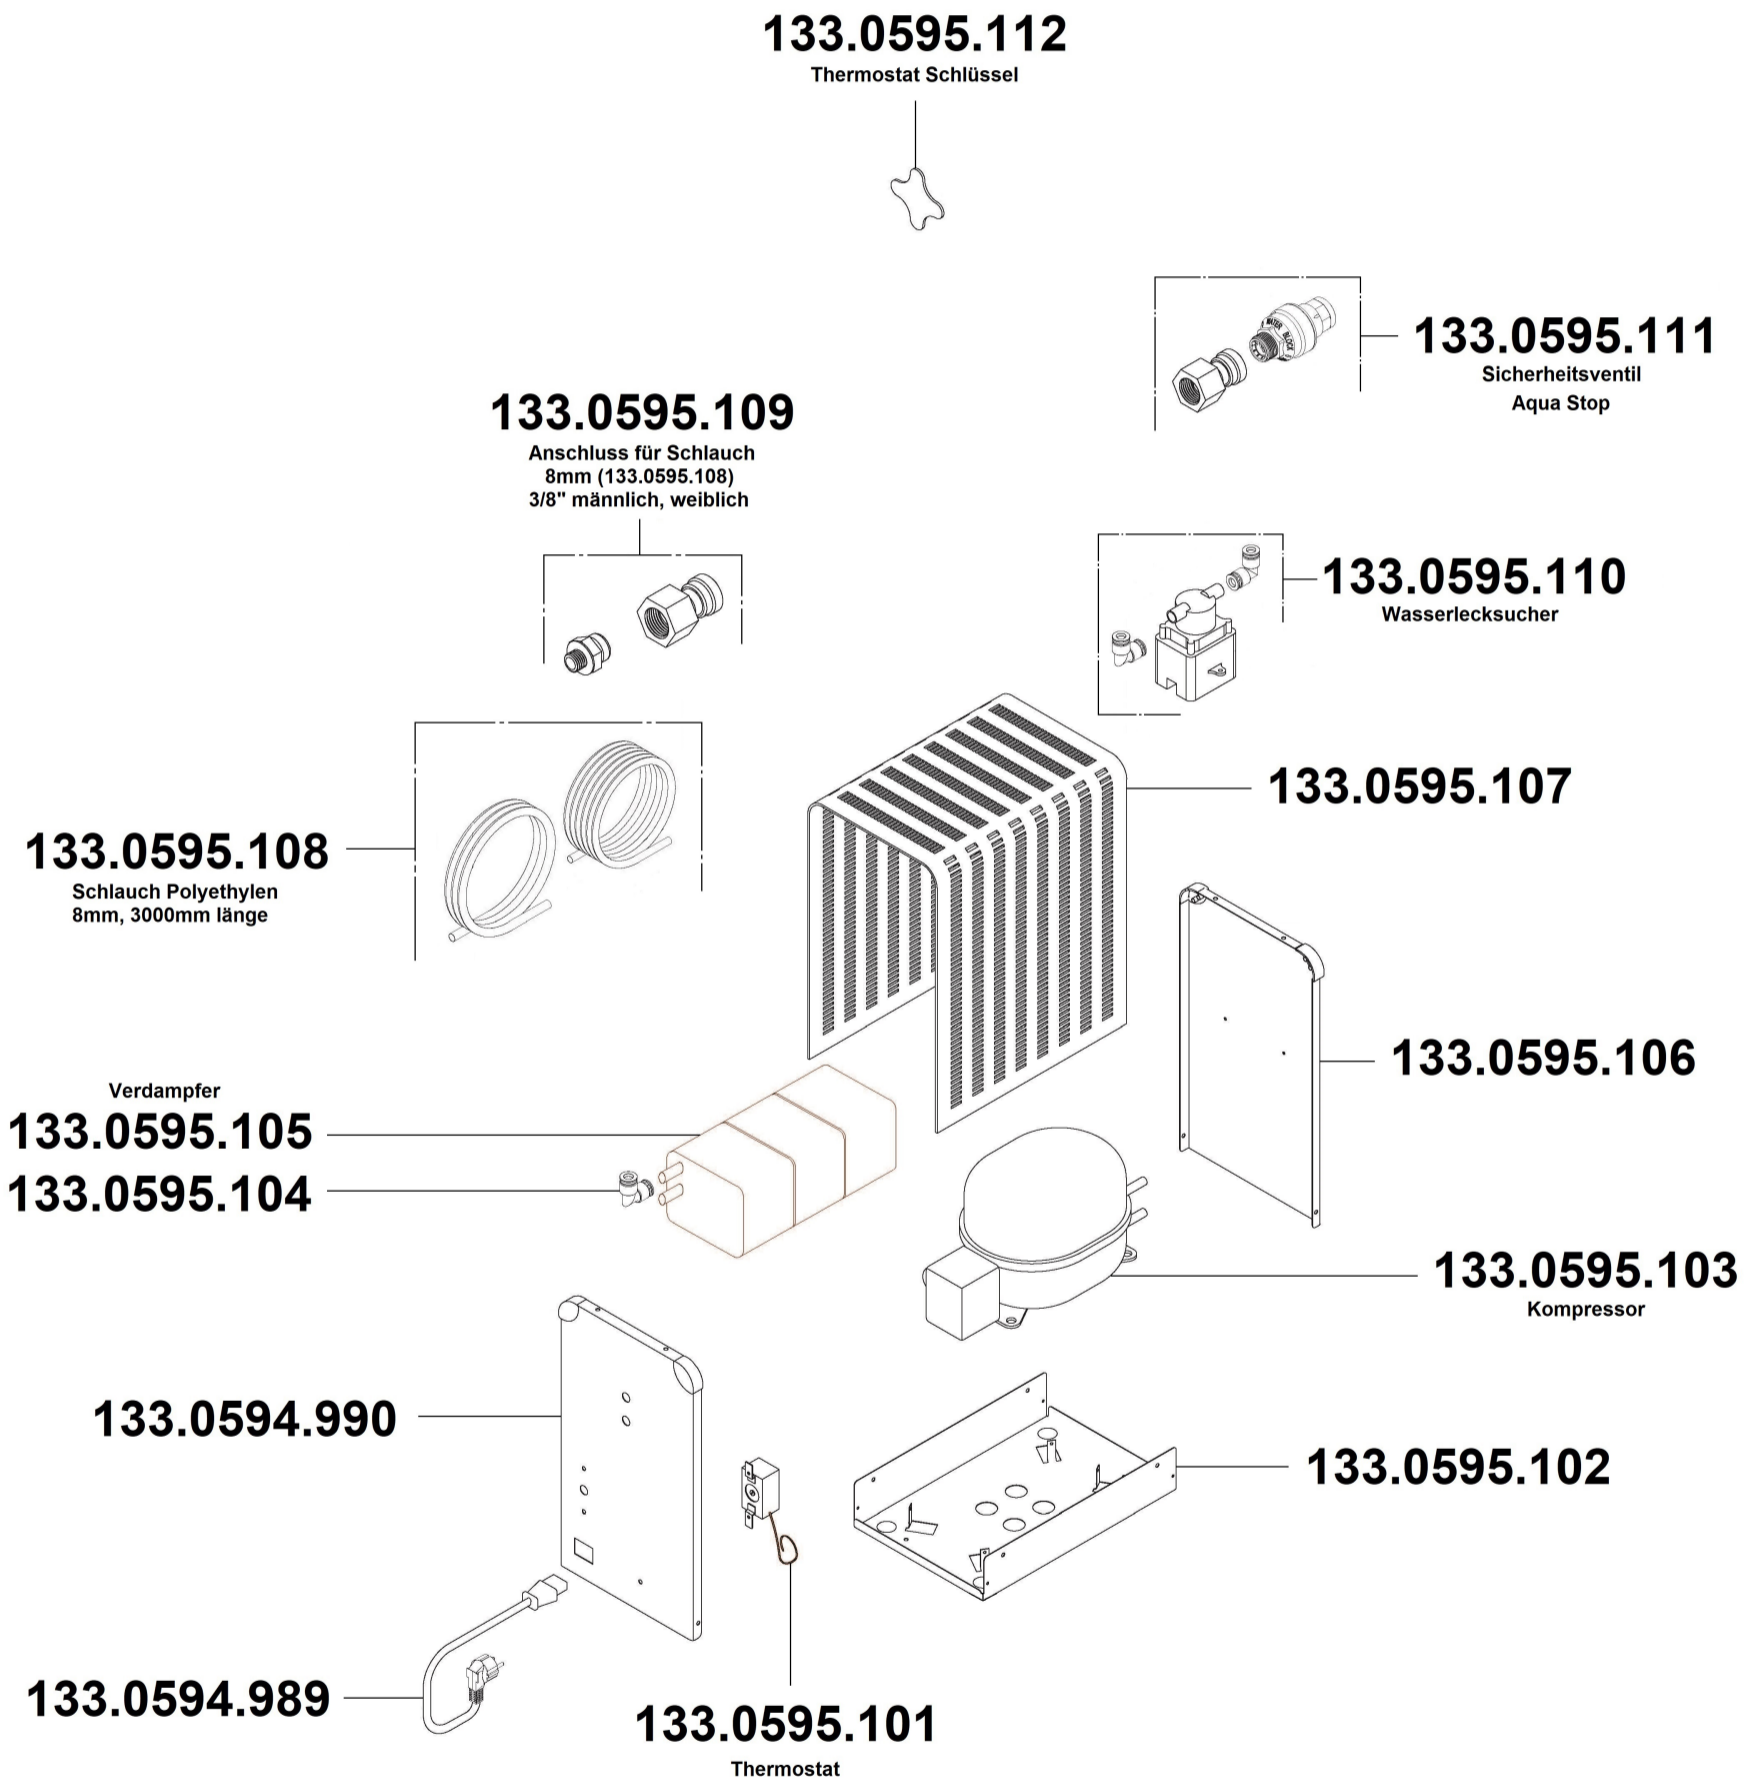 133.0595.112
Thermostat Schlüssel
133.0595.111
Sicherheitsventil
Aqua Stop
WATER BLOCK
133.0595.109
Anschluss für Schlauch
8mm (133.0595.108)
3/8" männlich, weiblich
133.0595.110
Wasserlecksucher
133.0595.107
133.0595.108
Schlauch Polyethylen
8mm, 3000mm länge
133.0595.106
Verdampfer
133.0595.105
133.0595.104
133.0595.103
Kompressor
133.0594.990
133.0595.102
133.0594.989
133.0595.101
Thermostat